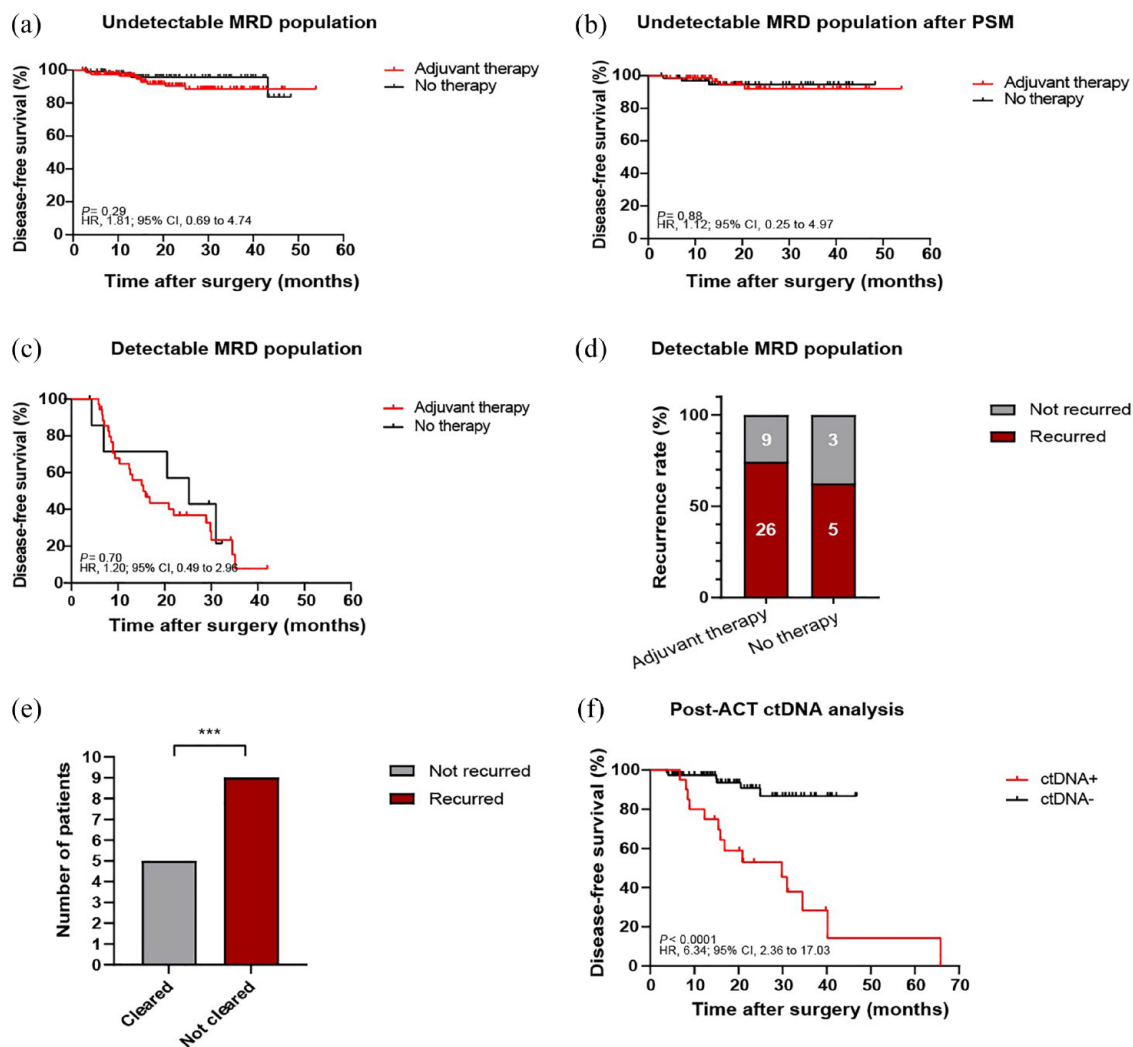 (a)
Undetectable MRD population
Disease-free survival (%)
100
80
60
40
20
0
P= 0.29
HR, 1.81; 95% CI, 0.69 to 4.74
0 10 20 30 40 50 60
Time after surgery (months)
Adjuvant therapy
No therapy
(b)
Undetectable MRD population after PSM
Disease-free survival (%)
100
80
60
40
20
0
P= 0.88
HR, 1.12; 95% CI, 0.25 to 4.97
0 10 20 30 40 50 60
Time after surgery (months)
Adjuvant therapy
No therapy
(c)
Detectable MRD population
Disease-free survival (%)
100
80
60
40
20
0
P= 0.70
HR, 1.20; 95% CI, 0.49 to 2.96
0 10 20 30 40 50 60
Time after surgery (months)
Adjuvant therapy
No therapy
(d)
Detectable MRD population
Recurrence rate (%)
100
50
0
9 3
26 5
Adjuvant therapy
No therapy
Not recurred
Recurred
(e)
Number of patients
10
9
8
7
6
5
4
3
2
1
0
***
Cleared
Not cleared
Not recurred
Recurred
(f)
Post-ACT ctDNA analysis
Disease-free survival (%)
100
80
60
40
20
0
P< 0.0001
HR, 6.34; 95% CI, 2.36 to 17.03
0 10 20 30 40 50 60 70
Time after surgery (months)
ctDNA+
ctDNA-